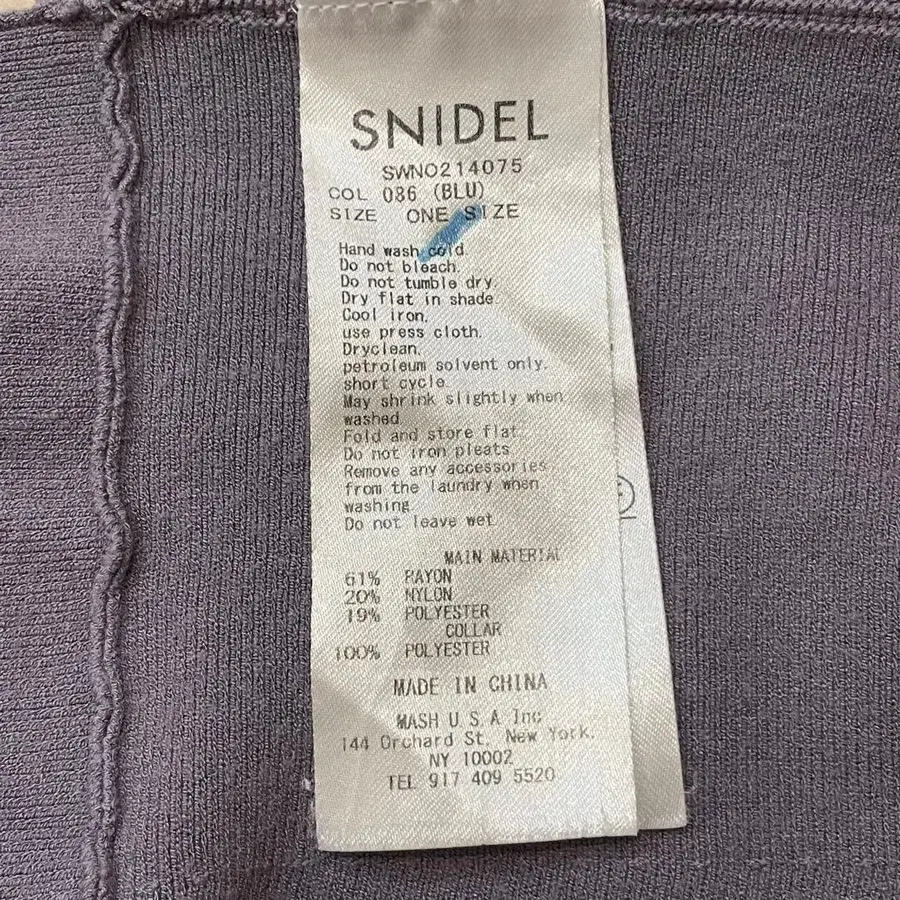 SNIDEL
SWNO214075
COL 086 (BLU)
SIZE ONE SIZE
Hand wash cold.
Do not bleach.
Do not tumble dry.
Dry flat in shade.
Cool iron,
use press cloth.
Dryclean,
petroleum solvent only.
short cycle.
May shrink slightly when
washed.
Fold and store flat.
Do not iron pleats.
Remove any accessories
from the laundry when
washing.
Do not leave wet.
MAIN MATERIAL
61% RAYON
20% NYLON
19% POLYESTER
COLLAR
100% POLYESTER
MADE IN CHINA
MASH U S A Inc
144 Orchard St, New York,
NY 10002
TEL 917 409 5520